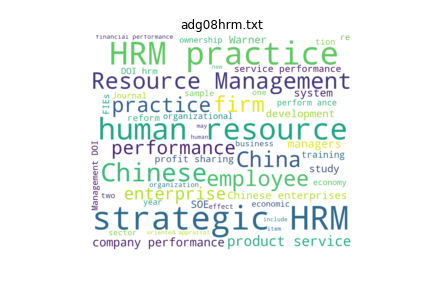 adg08hrm.txt
financial performance ownership Warner re
HRM practice
DOI hrm new service performance tion
Resource Management
FIEs Journal sample one system
practice firm perform ance
reform organizational development
human resource
may human
performance business managers
profit sharing China training
Chinese employee study
Management DOI organization economy
two enterprise chinese enterprises
year SOE effect economic
strategic HRM
sector oriented appraisal include item
company performance product service